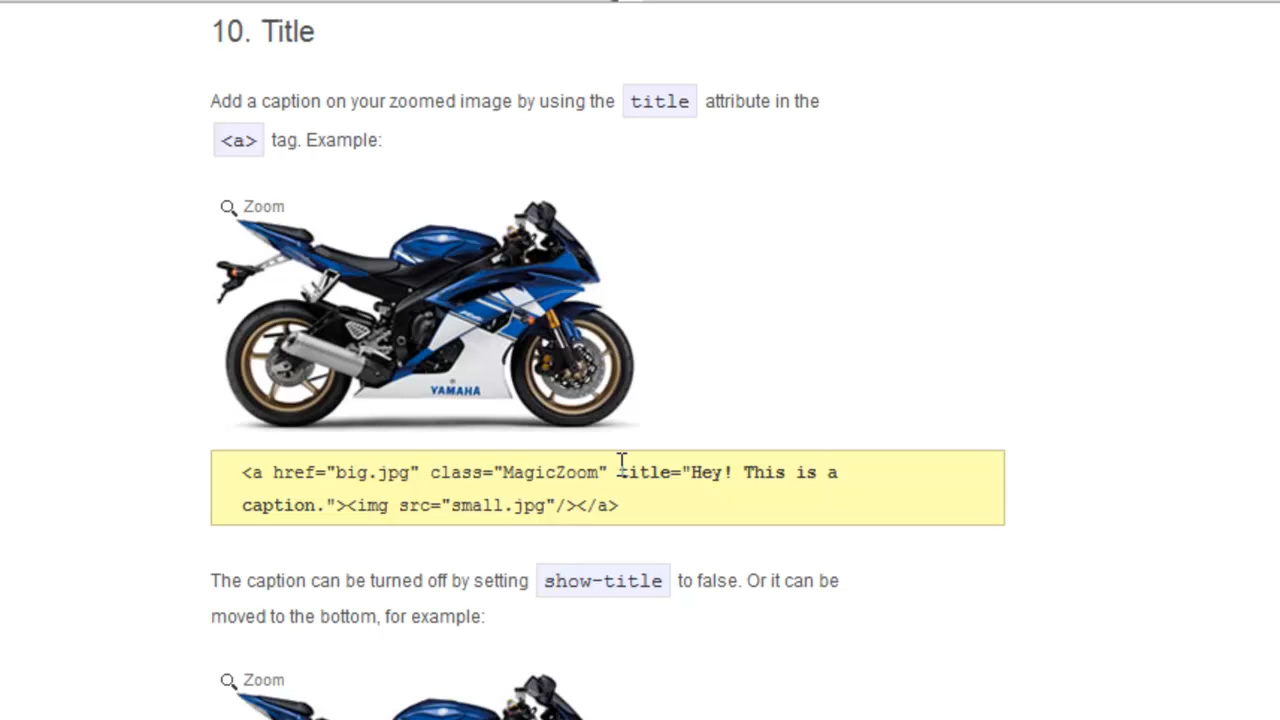 10. Title
Add a caption on your zoomed image by using the title attribute in the
<a> tag. Example:
Zoom
YAMAHA
<a href="big.jpg" class="MagicZoom" title="Hey! This is a
caption."><img src="small.jpg"/></a>
The caption can be turned off by setting show-title to false. Or it can be
moved to the bottom, for example:
Zoom